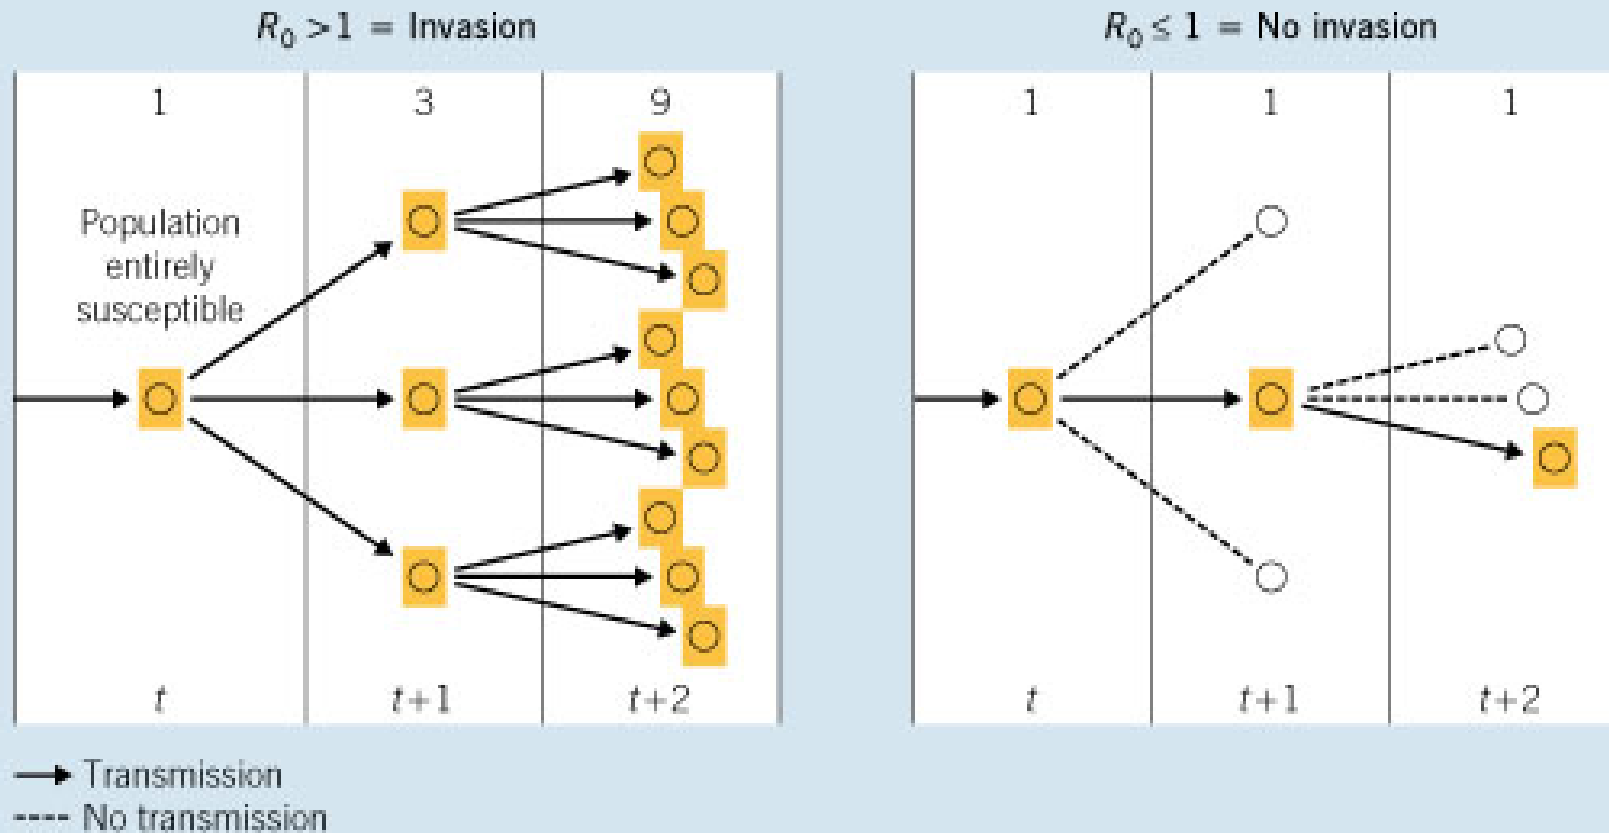 R₀ > 1 = Invasion
1 3 9
Population
entirely
susceptible
t t+1 t+2
R₀ ≤ 1 = No invasion
1 1 1
t t+1 t+2
Transmission
No transmission